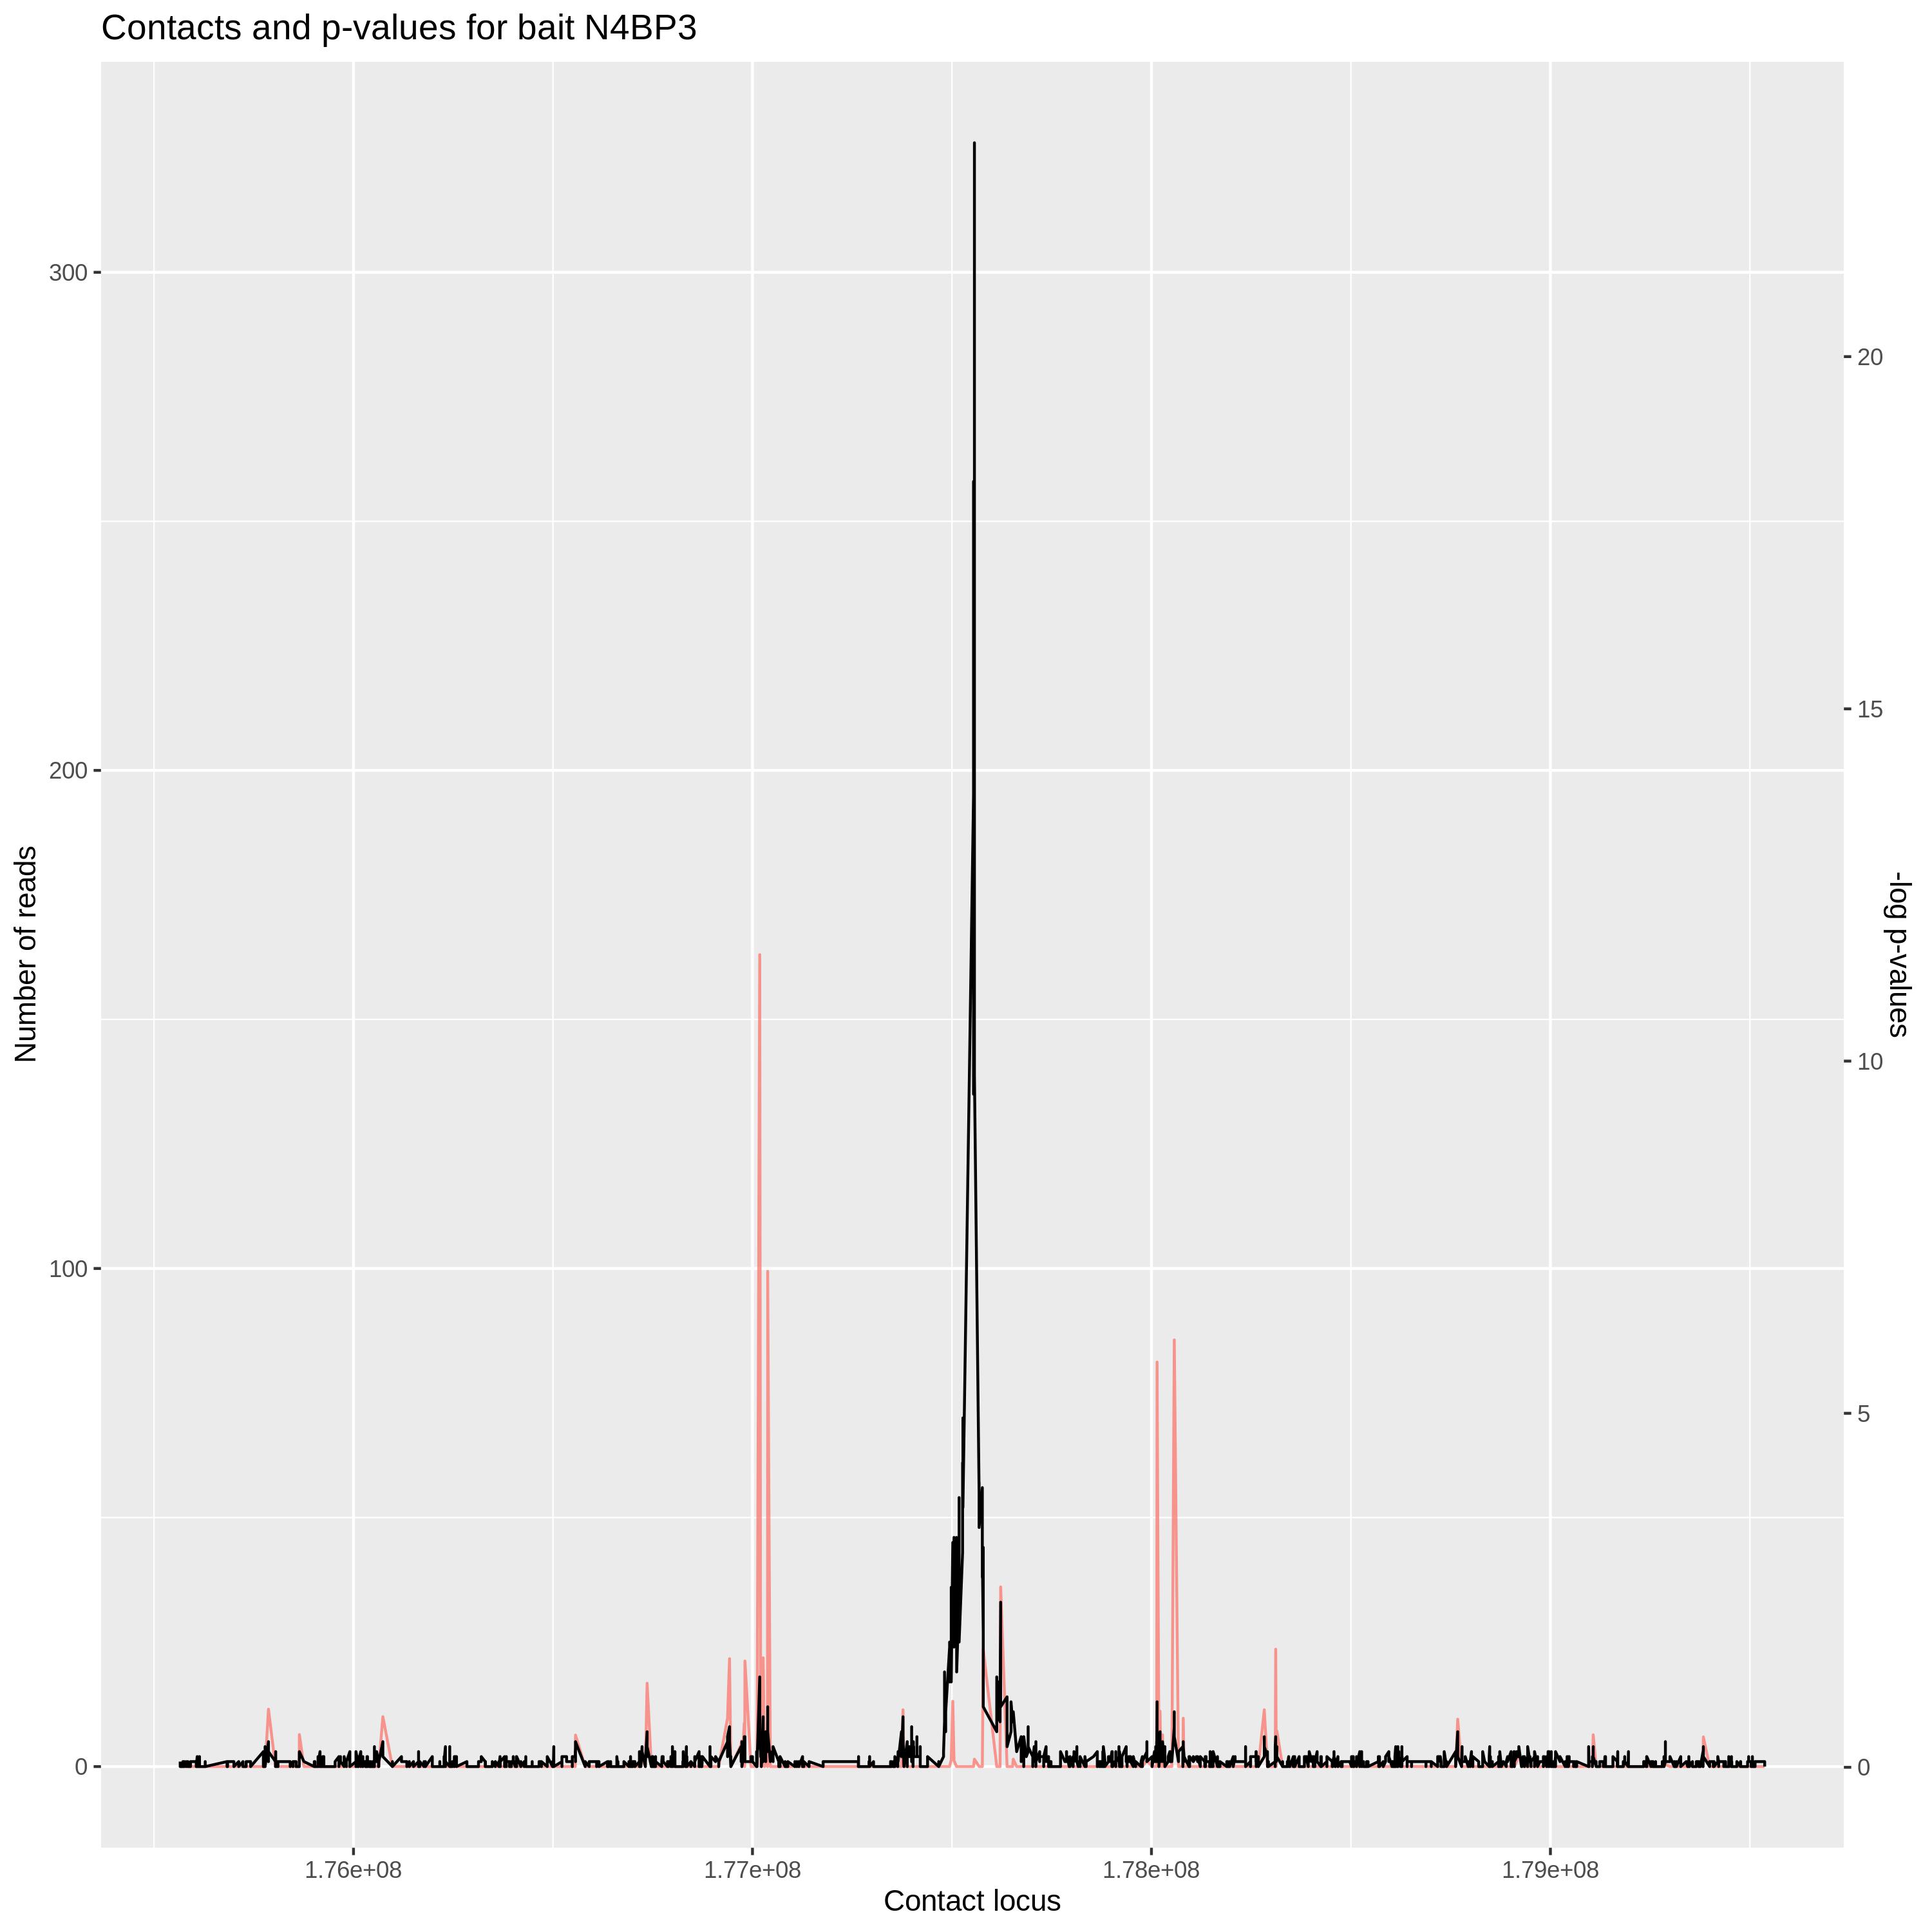 Contacts and p-values for bait N4BP3
Number of reads
300
200
100
0
-log p-values
20
15
10
5
0
1.76e+08
1.77e+08
1.78e+08
1.79e+08
Contact locus